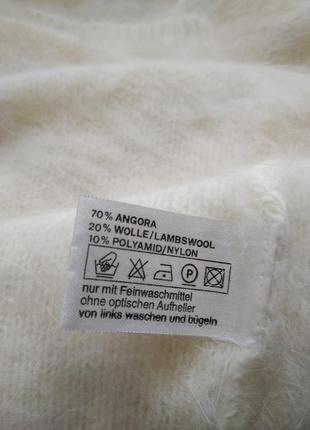 70% ANGORA
20% WOLLE/LAMBSWOOL
10% POLYAMID/NYLON
nur mit Feinwaschmittel
ohne optischen Aufheller
von links waschen und bügeln